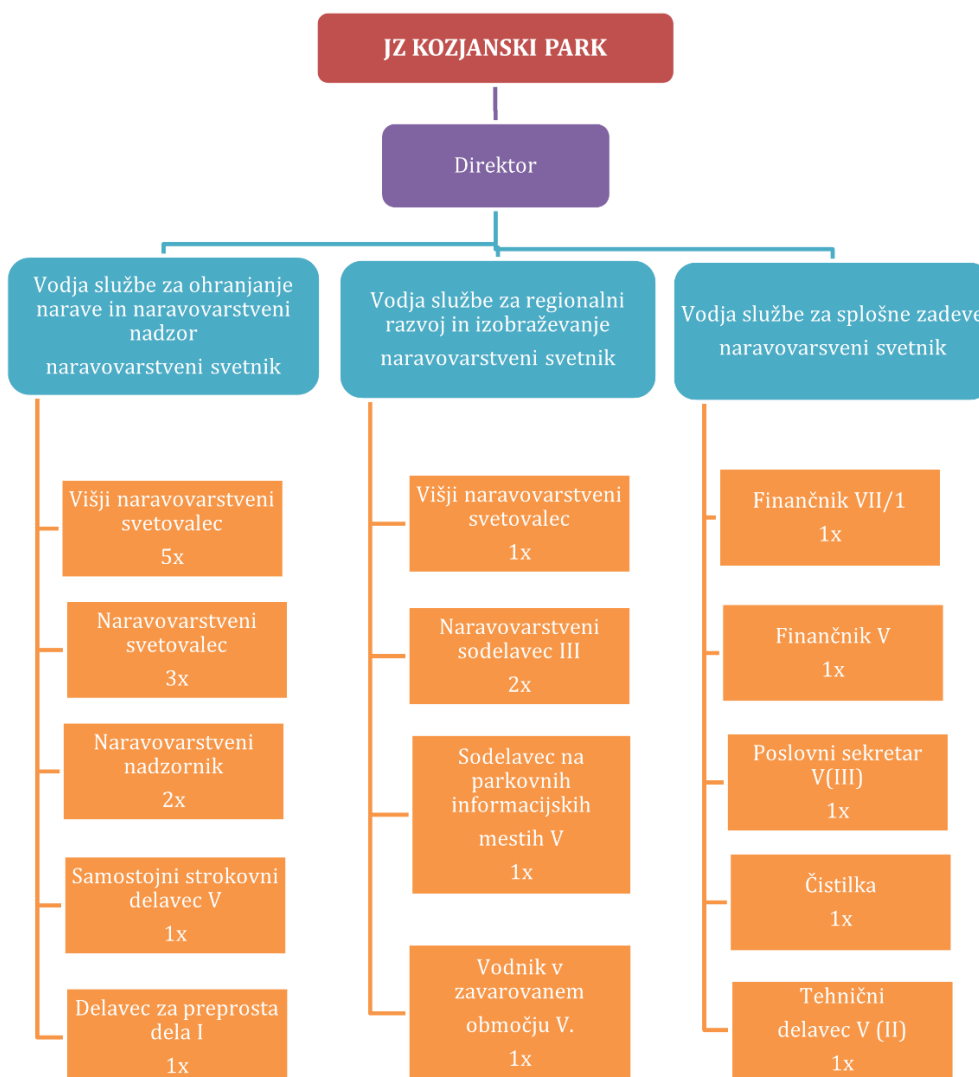 JZ KOZJANSKI PARK
Direktor
Vodja službe za ohranjanje
narave in naravovarstveni
nadzor
naravovarstveni svetnik
Višji naravovarstveni
svetovalec
5x
Naravovarstveni
svetovalec
3x
Naravovarstveni
nadzornik
2x
Samostojni strokovni
delavec V
1x
Delavec za preprosta
dela I
1x
Vodja službe za regionalni
razvoj in izobraževanje
naravovarstveni svetnik
Višji naravovarstveni
svetovalec
1x
Naravovarstveni
sodelavec III
2x
Sodelavec na
parkovnih
informacijskih
mestih V
1x
Vodnik v
zavarovanem
območju V.
1x
Vodja službe za splošne zadeve
naravovarsveni svetnik
Finančnik VII/1
1x
Finančnik V
1x
Poslovni sekretar
V(III)
1x
Čistilka
1x
Tehnični
delavec V (II)
1x